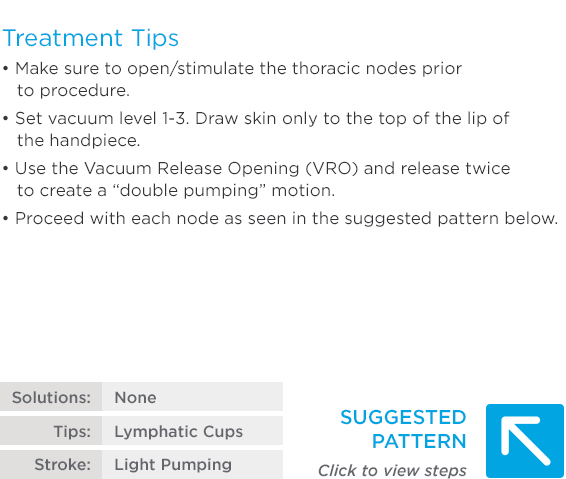 Treatment Tips
• Make sure to open/stimulate the thoracic nodes prior
to procedure.
• Set vacuum level 1-3. Draw skin only to the top of the lip of
the handpiece.
• Use the Vacuum Release Opening (VRO) and release twice
to create a “double pumping” motion.
• Proceed with each node as seen in the suggested pattern below.
Solutions: None
Tips: Lymphatic Cups
Stroke: Light Pumping
SUGGESTED
PATTERN
Click to view steps